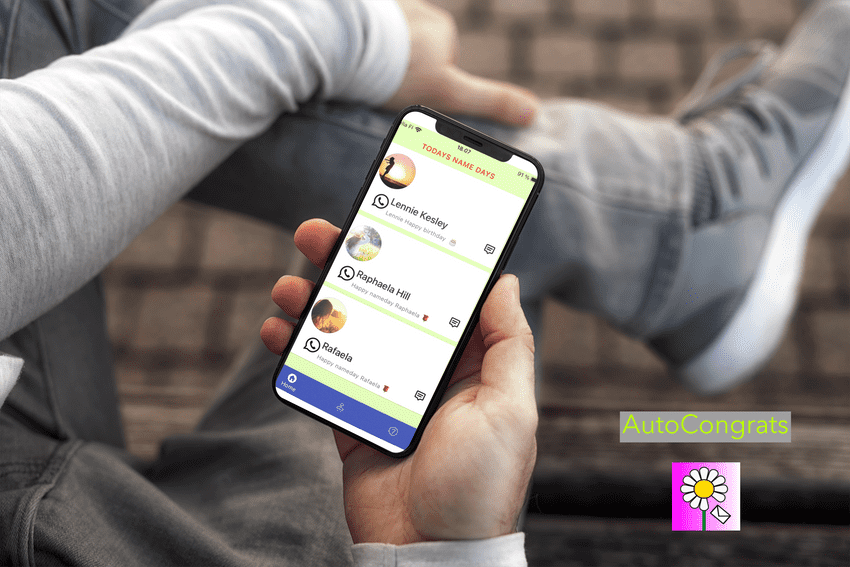 18.07
91 %
TODAYS NAME DAYS
Lennie Kesley
Lennie Happy birthday
Raphaela Hill
Happy nameday Raphaela
Rafaela
Happy nameday Rafaela
Home
AutoCongrats